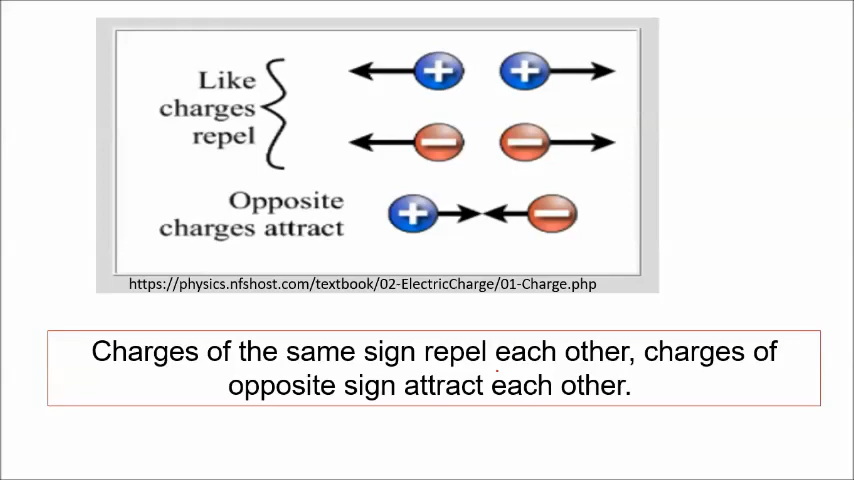 Like
charges
repel
Opposite
charges attract
https://physics.nfshost.com/textbook/02-ElectricCharge/01-Charge.php
Charges of the same sign repel each other, charges of
opposite sign attract each other.